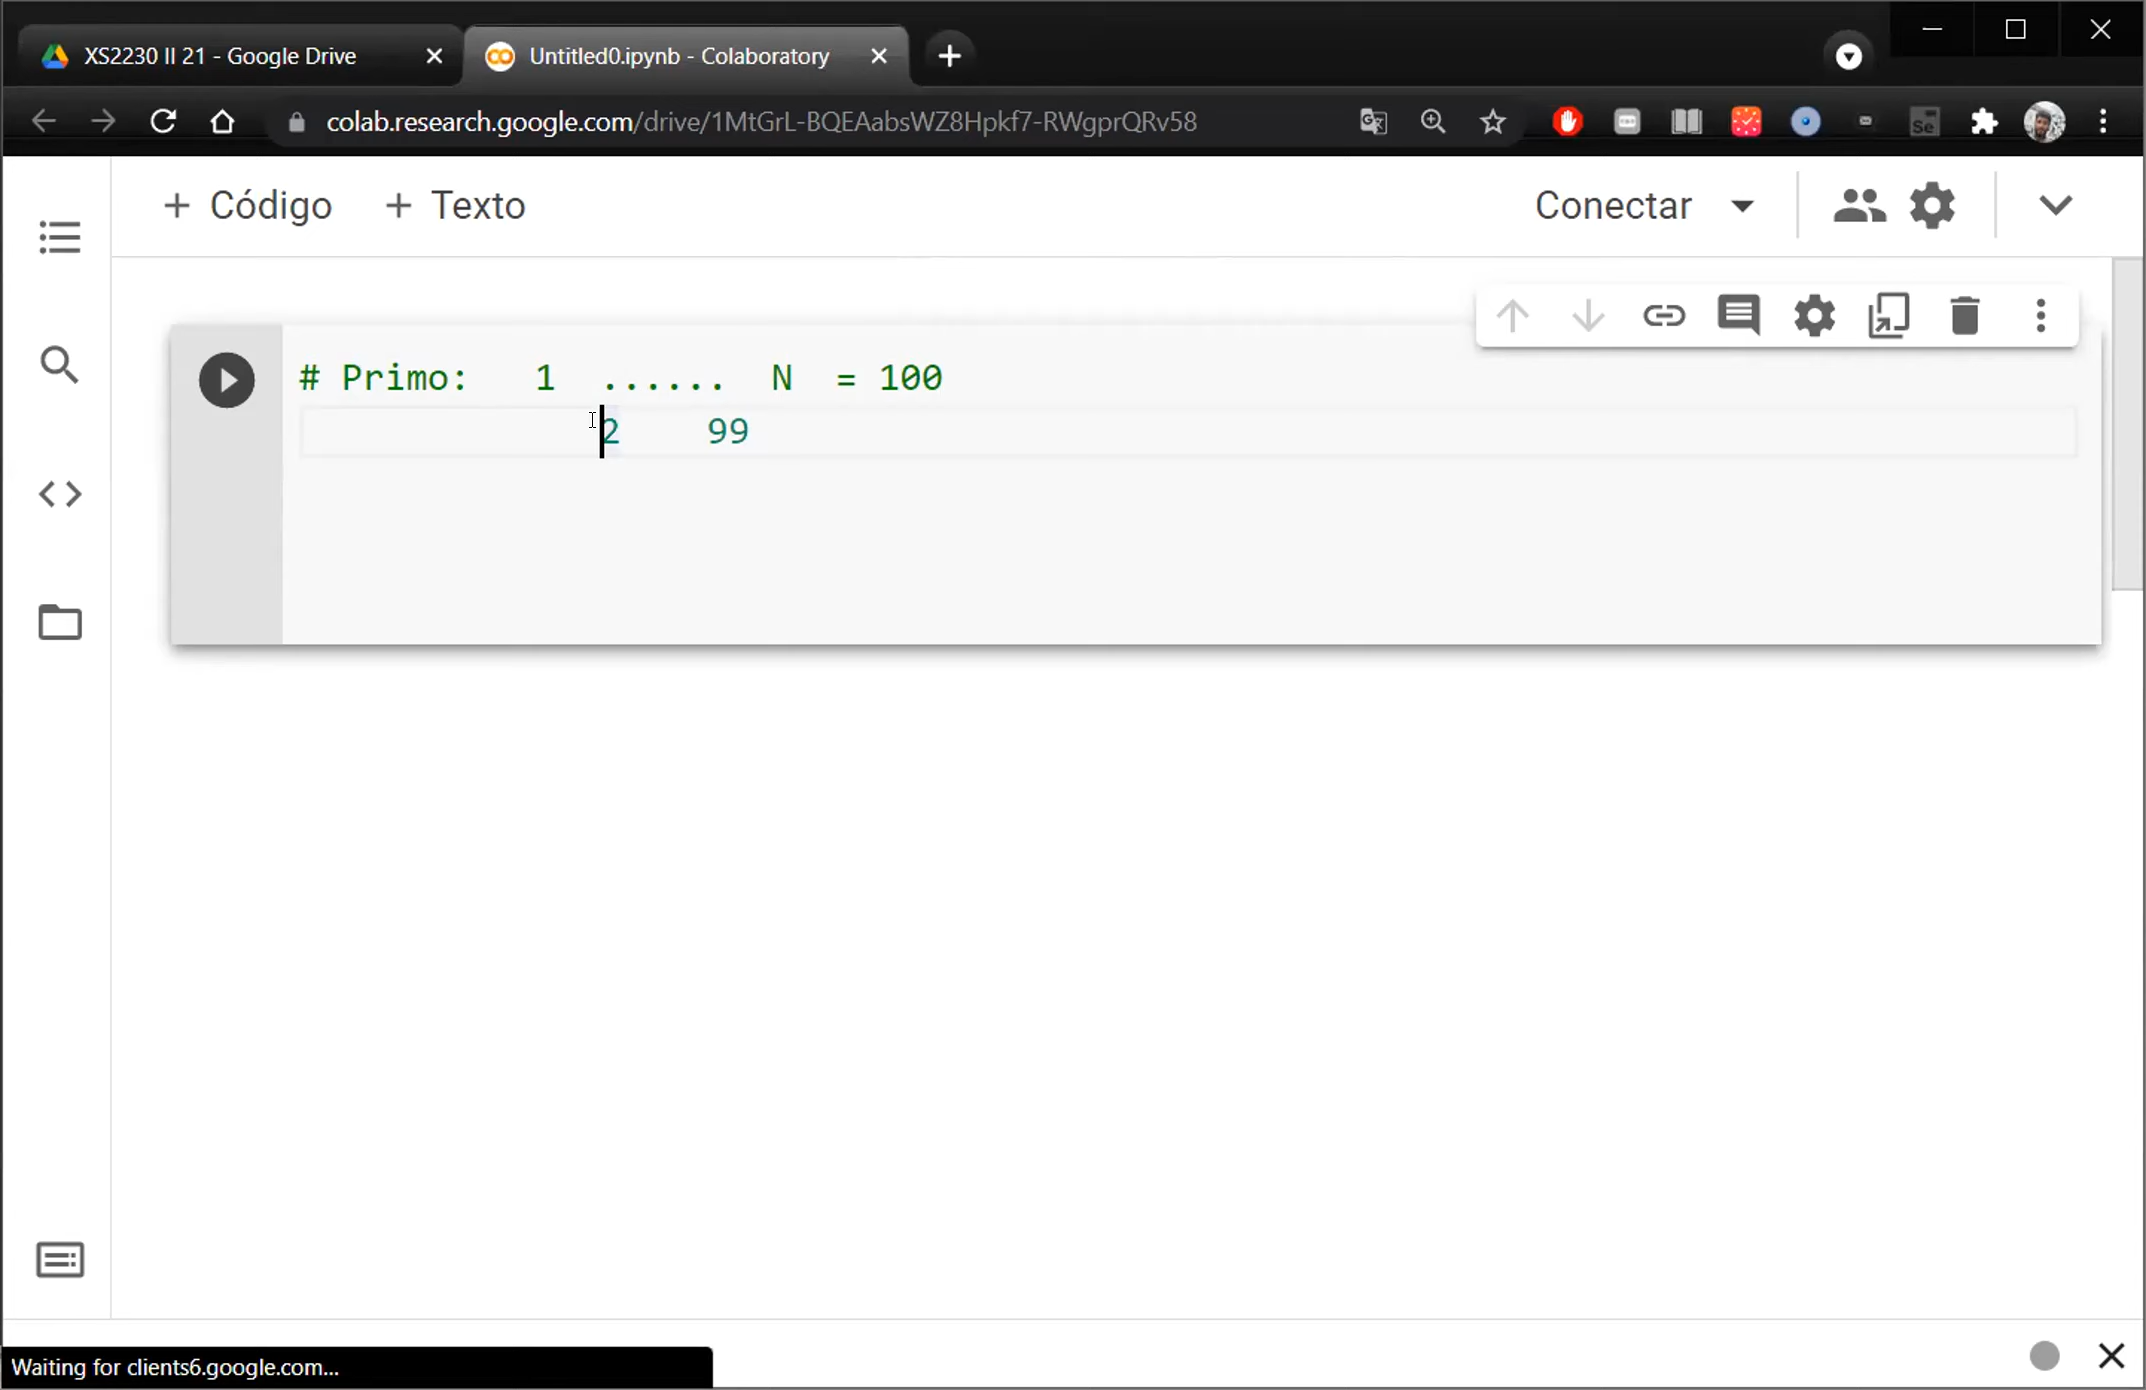 XS2230 II 21 - Google Drive
Untitled0.ipynb - Colaboratory
colab.research.google.com/drive/1MtGrL-BQEAabsWZ8Hpkf7-RWgprQRv58
Se
+ Código + Texto
Conectar
# Primo: 1 ...... N = 100
2 99
Waiting for clients6.google.com...